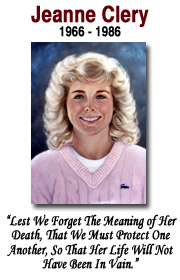 Jeanne Clery
1966 - 1986
“Lest We Forget The Meaning of Her
Death, That We Must Protect One
Another, So That Her Life Will Not
Have Been In Vain.”